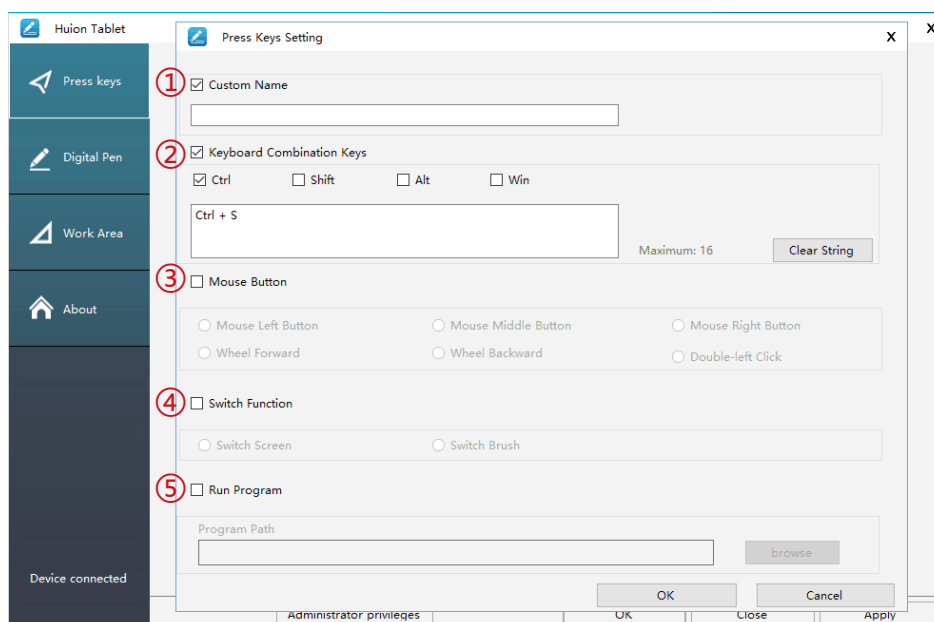 Huion Tablet
X
Press Keys Setting
X
Press keys
Digital Pen
Work Area
About
Device connected
① Custom Name
② Keyboard Combination Keys
Ctrl Shift Alt Win
Ctrl + S
Maximum: 16
Clear String
③ Mouse Button
Mouse Left Button Mouse Middle Button Mouse Right Button
Wheel Forward Wheel Backward Double-left Click
④ Switch Function
Switch Screen Switch Brush
⑤ Run Program
Program Path
browse
OK Cancel
Administrator privileges OK Close Apply